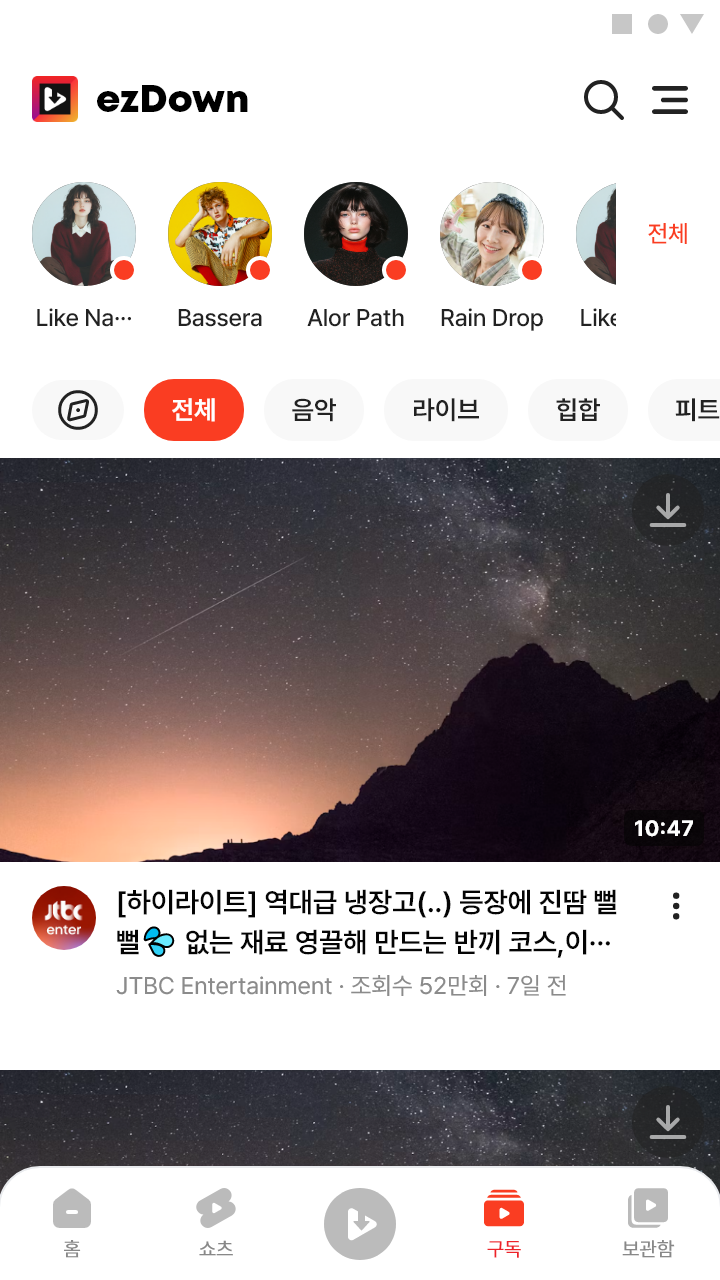 ezDown
전체
Like Na···
Bassera
Alor Path
Rain Drop
Like
전체
음악
라이브
힙합
피트
10:47
jtbc
enter
[하이라이트] 역대급 냉장고(..) 등장에 진땀 뻘
뻘💦 없는 재료 영끌해 만드는 반끼 코스,이···
JTBC Entertainment · 조회수 52만회 · 7일 전
홈
쇼츠
구독
보관함